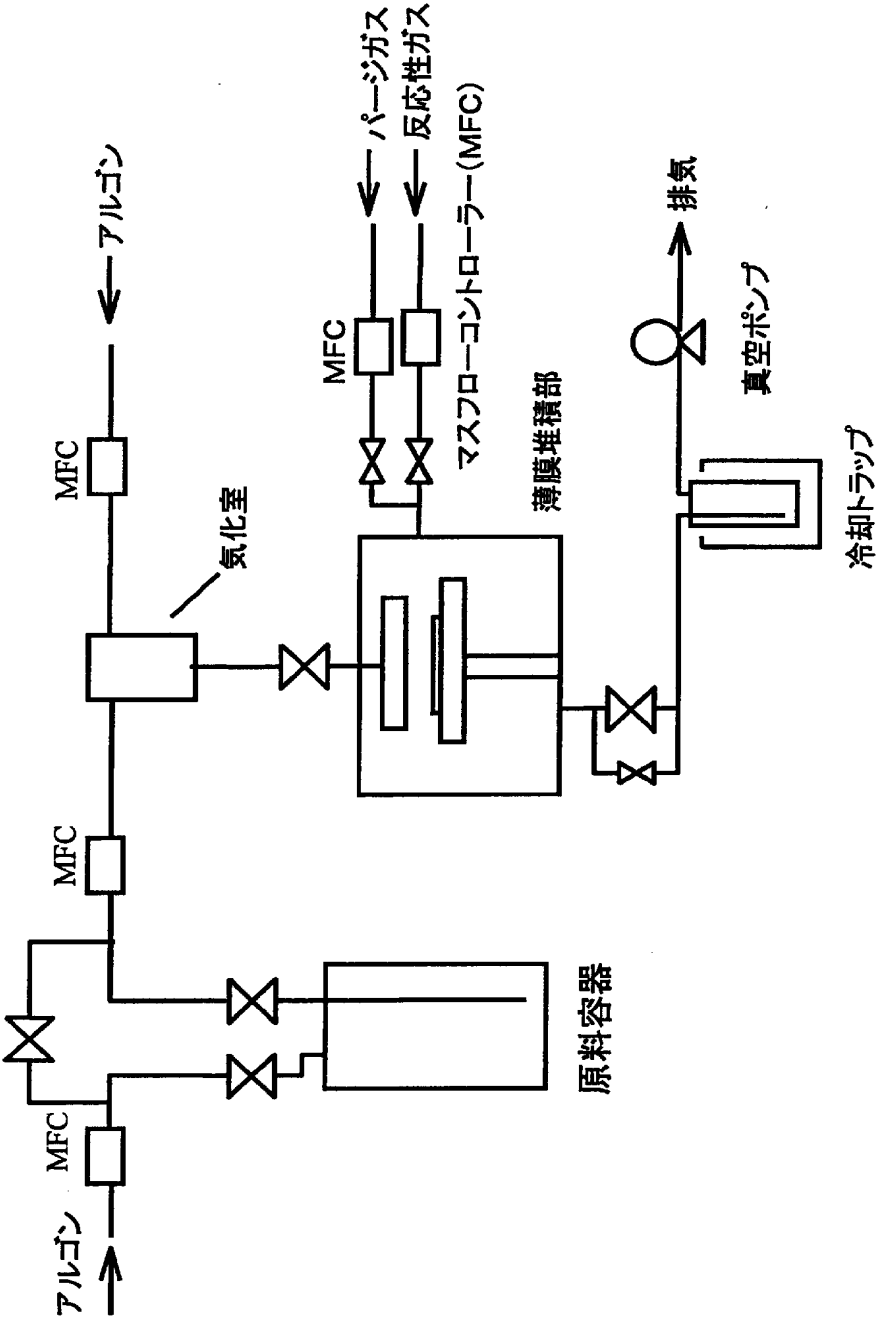 アルゴン
MFC
原料容器
MFC
気化室
MFC
アルゴン
薄膜堆積部
MFC
パージガス
反応性ガス
マスフローコントローラー(MFC)
冷却トラップ
真空ポンプ
排気